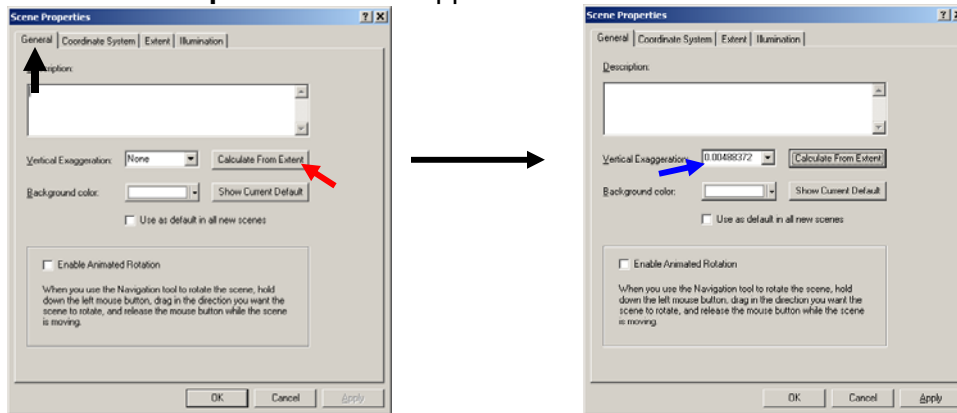 Scene Properties
General Coordinate System Extent Illumination
Vertical Exaggeration: None Calculate From Extent
Background color: Show Current Default
Use as default in all new scenes
Enable Animated Rotation
When you use the Navigation tool to rotate the scene, hold
down the left mouse button, drag in the direction you want the
scene to rotate, and release the mouse button while the scene
is moving.
OK Cancel Apply
Scene Properties
General Coordinate System Extent Illumination
Description:
Vertical Exaggeration: 0.00488372 Calculate From Extent
Background color: Show Current Default
Use as default in all new scenes
Enable Animated Rotation
When you use the Navigation tool to rotate the scene, hold
down the left mouse button, drag in the direction you want the
scene to rotate, and release the mouse button while the scene
is moving.
OK Cancel Apply